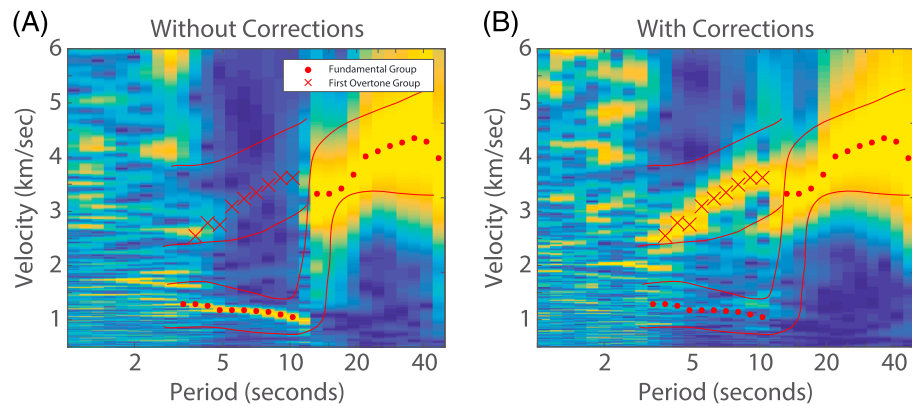 (A)
Without Corrections
6
5
4
3
2
1
Velocity (km/sec)
Fundamental Group
First Overtone Group
2
5
10
20
40
Period (seconds)
(B)
With Corrections
6
5
4
3
2
1
Velocity (km/sec)
2
5
10
20
40
Period (seconds)